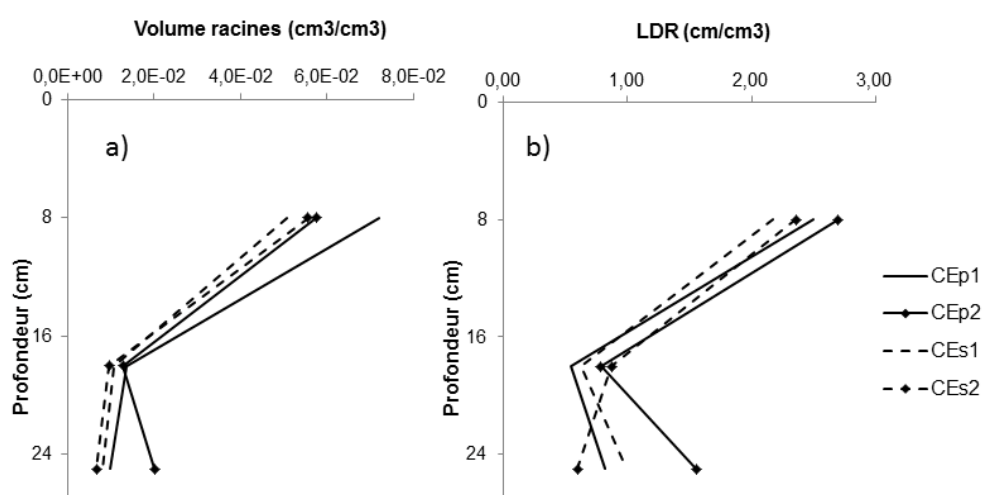 Volume racines (cm3/cm3)
0,0E+00 2,0E-02 4,0E-02 6,0E-02 8,0E-02
0
8
16
24
Profondeur (cm)
a)
LDR (cm/cm3)
0,00 1,00 2,00 3,00
0
8
16
24
Profondeur (cm)
b)
CEp1
CEp2
CEs1
CEs2